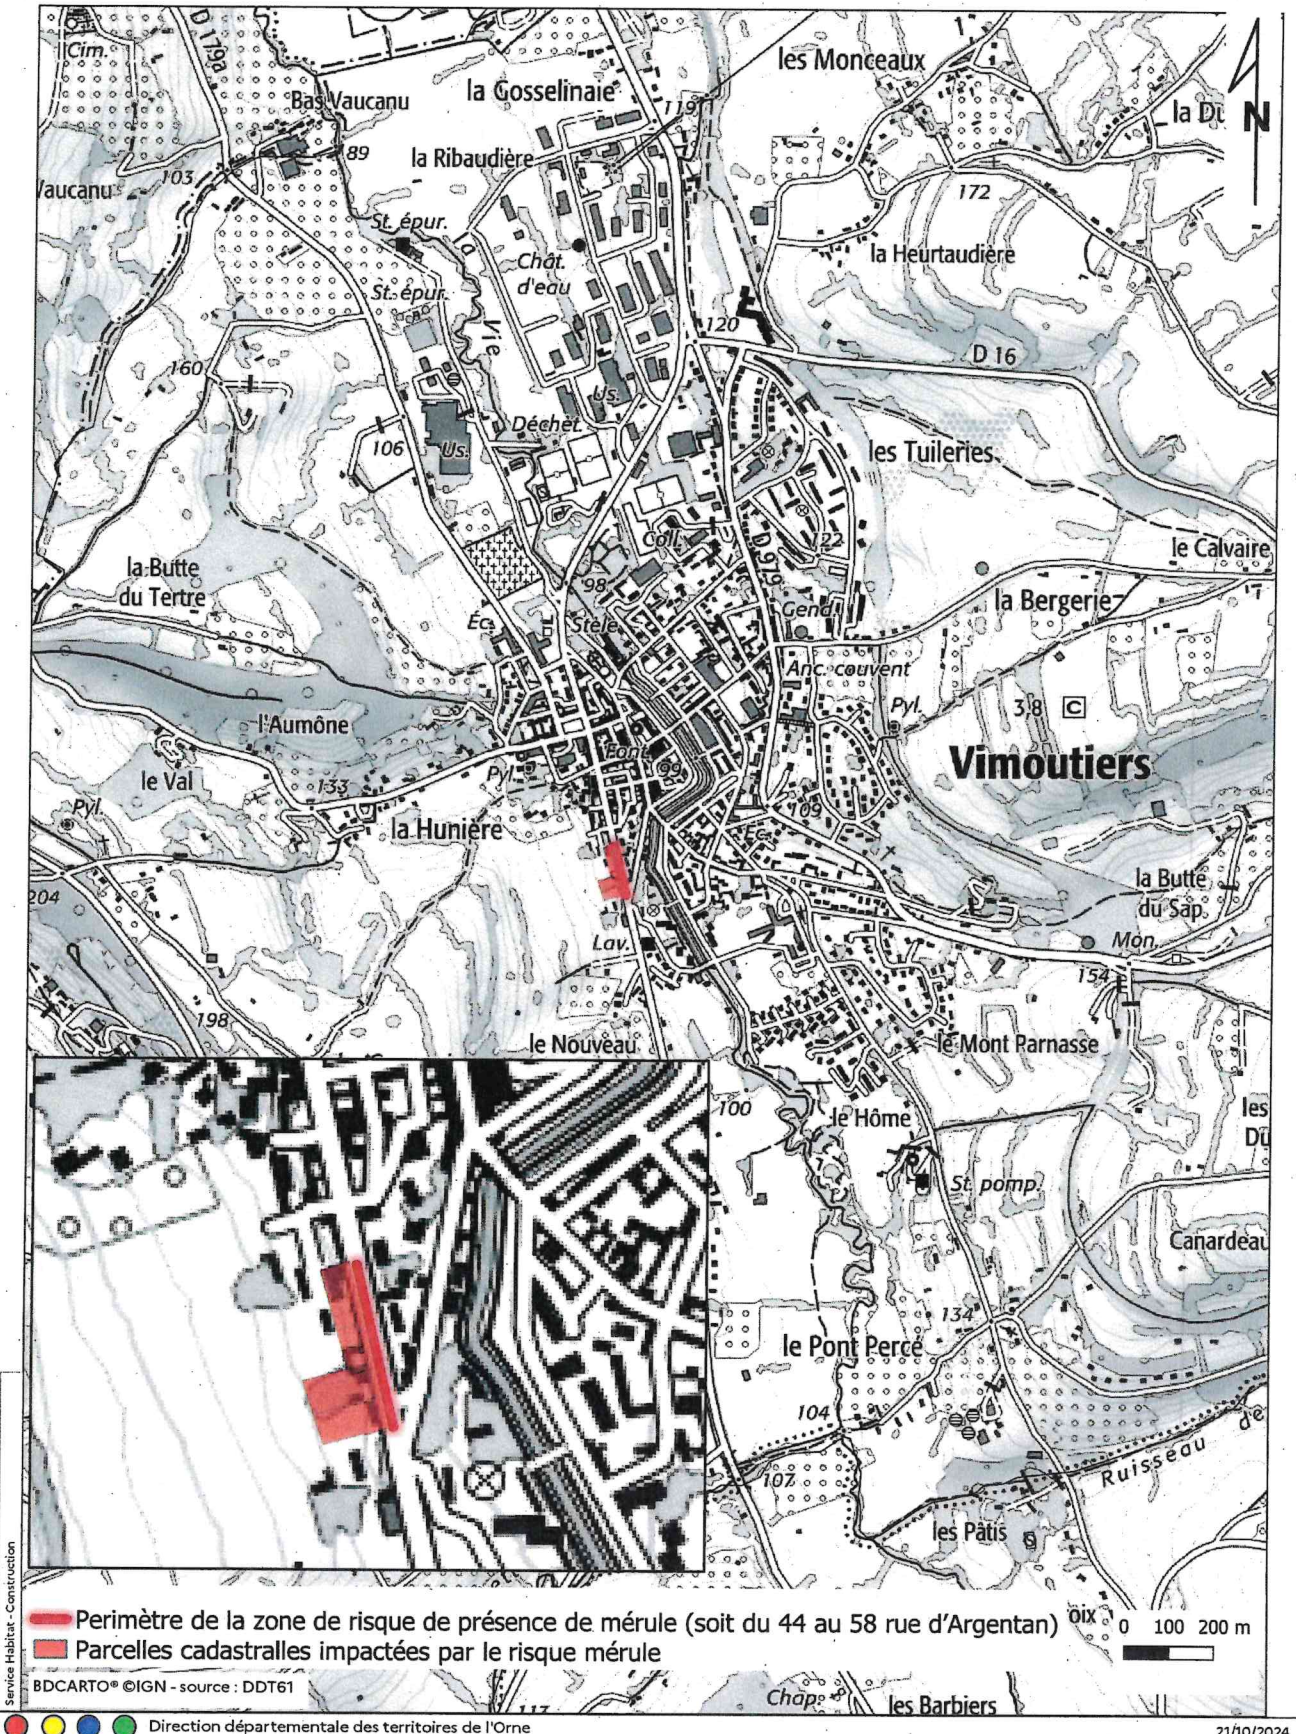 Cim.
D 179a
Bas Vaucanu
la Gosselinaie
119
les Monceaux
la Du
N
la Ribaudière
89
Vaucanu
103
172
St. épur.
la Heurtaudière
Chât.
d'eau
St. épur.
Vie
120
D 16
160
Us.
Déchèt.
106
Us.
les Tuileries
Coll.
D 979
122
le Calvaire
la Butte
du Tertre
98
la Bergerie
Gend.
Éc.
Stèle
Anc. couvent
Pyl.
3,8
C
l'Aumône
Font.
99
Vimoutiers
le Val
133
Pyl.
109
Pyl.
la Hunière
Éc.
204
la Butte
du Sap
Lav.
Mon.
154
198
le Nouveau
le Mont Parnasse
100
le Hôme
les
Du
St. pomp.
Canardeau
134
le Pont Percé
104
Ruisseau de
107
les Pâtis
Perimètre de la zone de risque de présence de mérule (soit du 44 au 58 rue d'Argentan)
oix
0 100 200 m
Parcelles cadastralles impactées par le risque mérule
BDCARTO® ©IGN - source : DDT61
117
Chap.
les Barbiers
Service Habitat - Construction
Direction départementale des territoires de l'Orne
21/10/2024